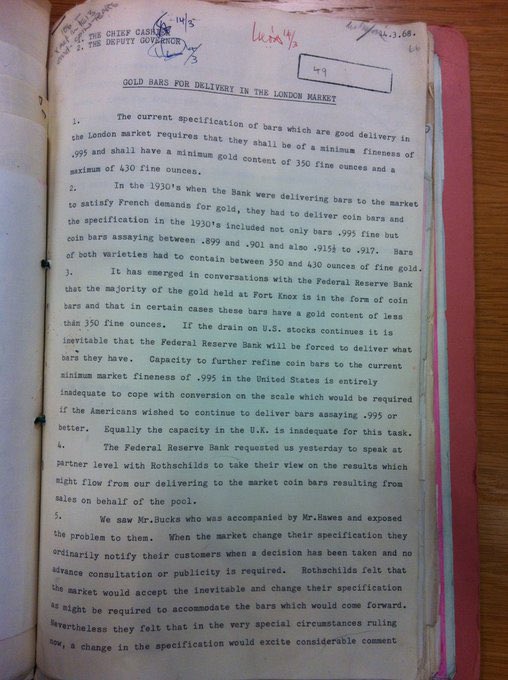 1. THE CHIEF CASHIER
2. THE DEPUTY GOVERNOR
14/3
14/3
14.3.68.
49
GOLD BARS FOR DELIVERY IN THE LONDON MARKET
1. The current specification of bars which are good delivery in
the London market requires that they shall be of a minimum fineness of
.995 and shall have a minimum gold content of 350 fine ounces and a
maximum of 430 fine ounces.
2. In the 1930's when the Bank were delivering bars to the market
to satisfy French demands for gold, they had to deliver coin bars and
the specification in the 1930's included not only bars .995 fine but
coin bars assaying between .899 and .901 and also .915½ to .917. Bars
of both varieties had to contain between 350 and 430 ounces of fine gold.
3. It has emerged in conversations with the Federal Reserve Bank
that the majority of the gold held at Fort Knox is in the form of coin
bars and that in certain cases these bars have a gold content of less
than 350 fine ounces. If the drain on U.S. stocks continues it is
inevitable that the Federal Reserve Bank will be forced to deliver what
bars they have. Capacity to further refine coin bars to the current
minimum market fineness of .995 in the United States is entirely
inadequate to cope with conversion on the scale which would be required
if the Americans wished to continue to deliver bars assaying .995 or
better. Equally the capacity in the U.K. is inadequate for this task.
4. The Federal Reserve Bank requested us yesterday to speak at
partner level with Rothschilds to take their view on the results which
might flow from our delivering to the market coin bars resulting from
sales on behalf of the pool.
5. We saw Mr.Bucks who was accompanied by Mr.Hawes and exposed
the problem to them. When the market change their specification they
ordinarily notify their customers when a decision has been taken and no
advance consultation or publicity is required. Rothschilds felt that
the market would accept the inevitable and change their specification
as might be required to accommodate the bars which would come forward.
Nevertheless they felt that in the very special circumstances ruling
now, a change in the specification would excite considerable comment